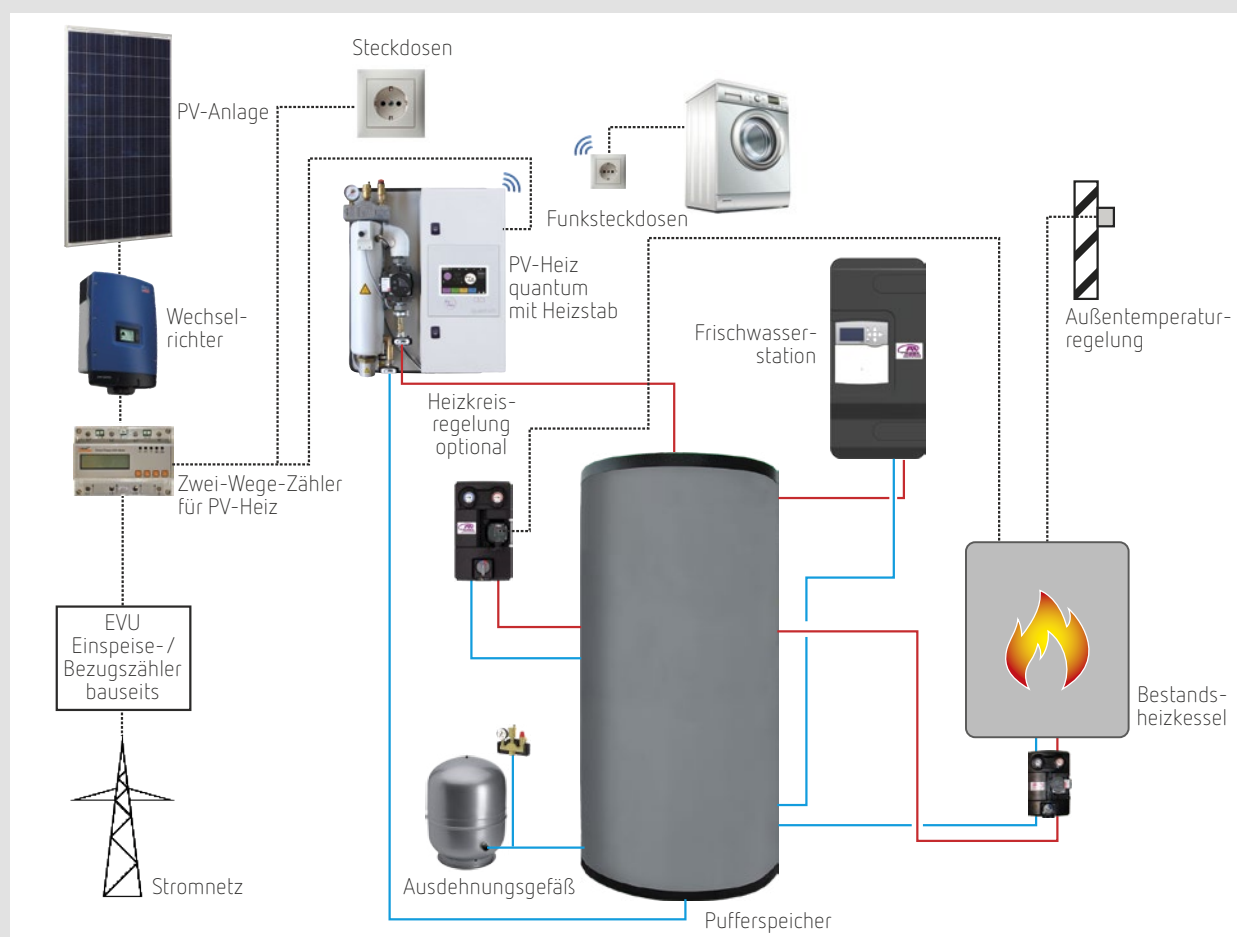 Steckdosen
PV-Anlage
Funksteckdosen
PV-Heiz
quantum
mit Heizstab
Wechsel-
richter
Frischwasser-
station
Außentemperatur-
regelung
Heizkreis-
regelung
optional
Zwei-Wege-Zähler
für PV-Heiz
EVU
Einspeise-/
Bezugszähler
bauseits
Bestands-
heizkessel
Stromnetz
Ausdehnungsgefäß
Pufferspeicher